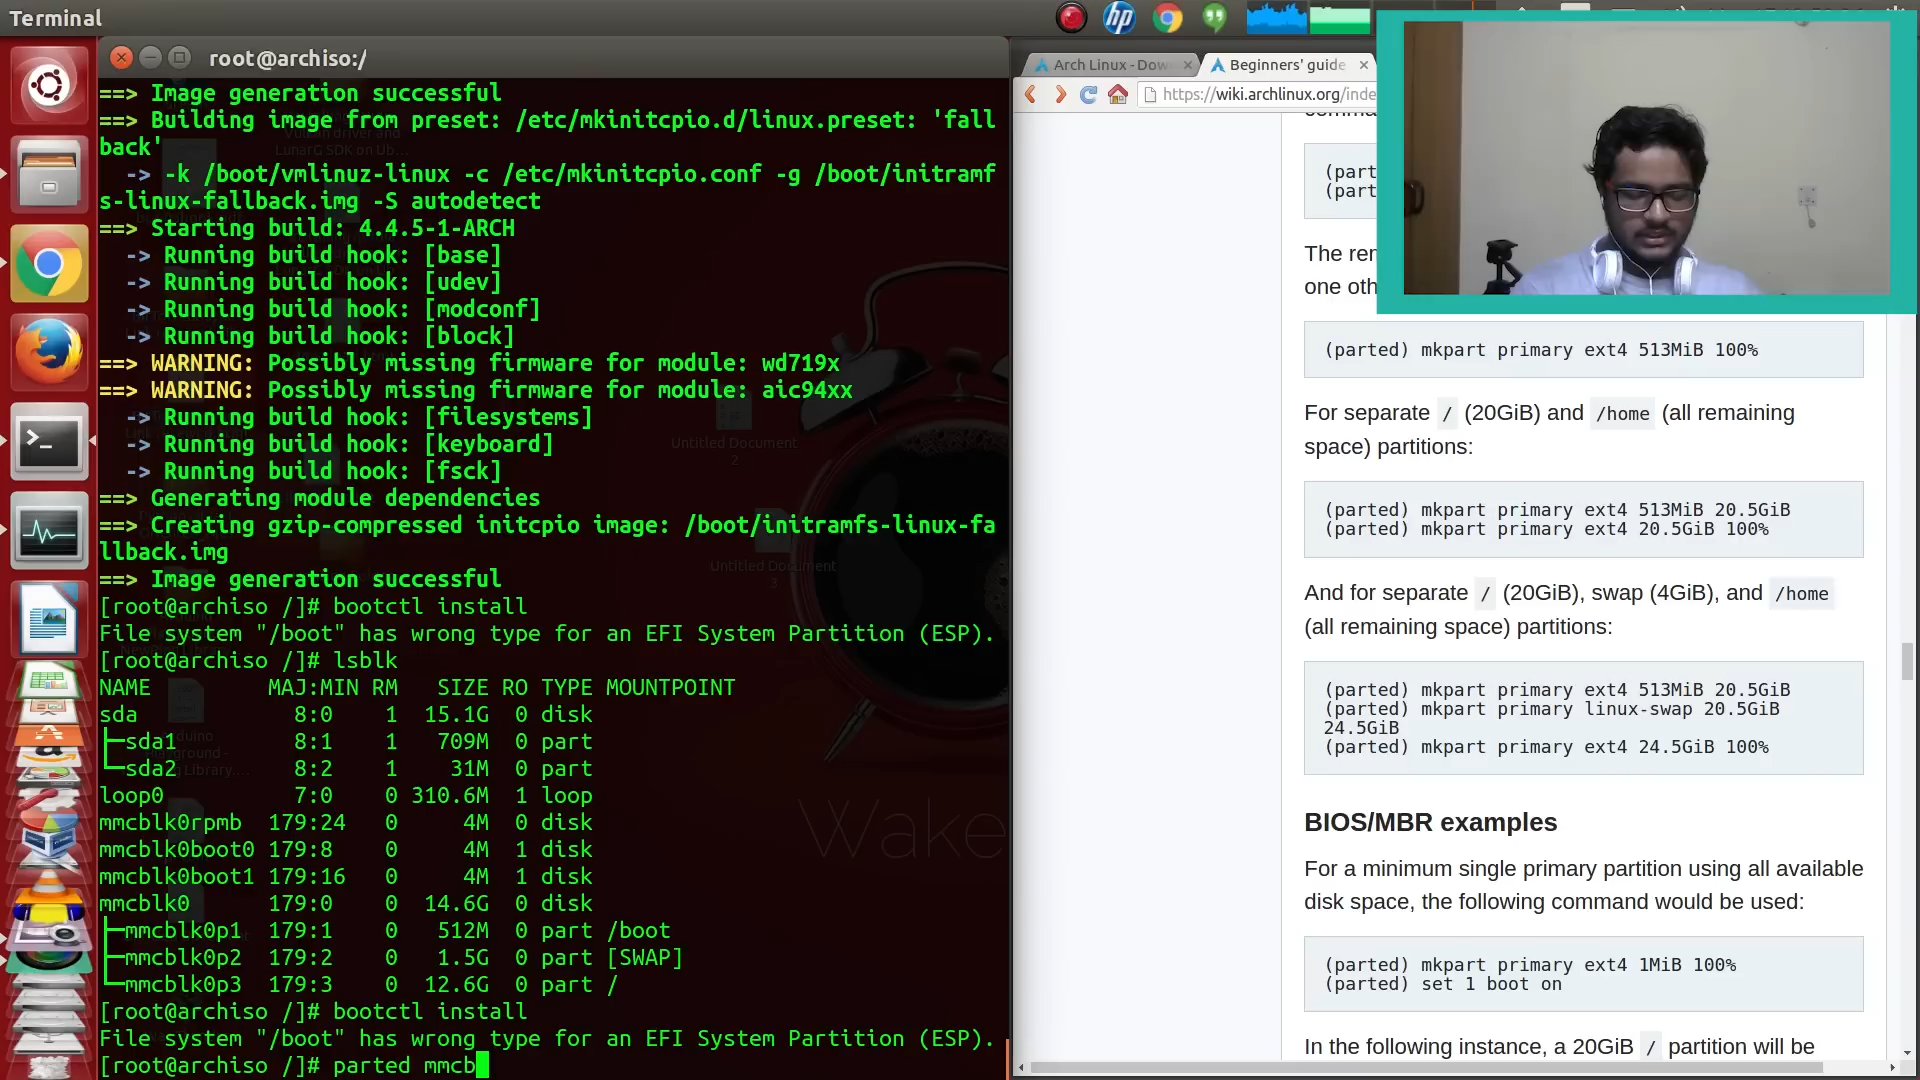 Terminal
root@archiso:/
==> Image generation successful
==> Building image from preset: /etc/mkinitcpio.d/linux.preset: 'fall
back'
-> -k /boot/vmlinuz-linux -c /etc/mkinitcpio.conf -g /boot/initramf
s-linux-fallback.img -S autodetect
==> Starting build: 4.4.5-1-ARCH
-> Running build hook: [base]
-> Running build hook: [udev]
-> Running build hook: [modconf]
-> Running build hook: [block]
==> WARNING: Possibly missing firmware for module: wd719x
==> WARNING: Possibly missing firmware for module: aic94xx
-> Running build hook: [filesystems]
-> Running build hook: [keyboard]
-> Running build hook: [fsck]
==> Generating module dependencies
==> Creating gzip-compressed initcpio image: /boot/initramfs-linux-fa
llback.img
==> Image generation successful
[root@archiso /]# bootctl install
File system "/boot" has wrong type for an EFI System Partition (ESP).
[root@archiso /]# lsblk
NAME MAJ:MIN RM SIZE RO TYPE MOUNTPOINT
sda 8:0 1 15.1G 0 disk
├─sda1 8:1 1 709M 0 part
└─sda2 8:2 1 31M 0 part
loop0 7:0 0 310.6M 1 loop
mmcblk0rpmb 179:24 0 4M 0 disk
mmcblk0boot0 179:8 0 4M 1 disk
mmcblk0boot1 179:16 0 4M 1 disk
mmcblk0 179:0 0 14.6G 0 disk
├─mmcblk0p1 179:1 0 512M 0 part /boot
├─mmcblk0p2 179:2 0 1.5G 0 part [SWAP]
└─mmcblk0p3 179:3 0 12.6G 0 part /
[root@archiso /]# bootctl install
File system "/boot" has wrong type for an EFI System Partition (ESP).
[root@archiso /]# parted mmcb
Untitled Document
2
Untitled Document
3
Wake
Arch Linux - Dow
Beginners' guide
https://wiki.archlinux.org/inde
comma
(part
(part
The rem
one oth
(parted) mkpart primary ext4 513MiB 100%
For separate / (20GiB) and /home (all remaining
space) partitions:
(parted) mkpart primary ext4 513MiB 20.5GiB
(parted) mkpart primary ext4 20.5GiB 100%
And for separate / (20GiB), swap (4GiB), and /home
(all remaining space) partitions:
(parted) mkpart primary ext4 513MiB 20.5GiB
(parted) mkpart primary linux-swap 20.5GiB
24.5GiB
(parted) mkpart primary ext4 24.5GiB 100%
BIOS/MBR examples
For a minimum single primary partition using all available
disk space, the following command would be used:
(parted) mkpart primary ext4 1MiB 100%
(parted) set 1 boot on
In the following instance, a 20GiB / partition will be